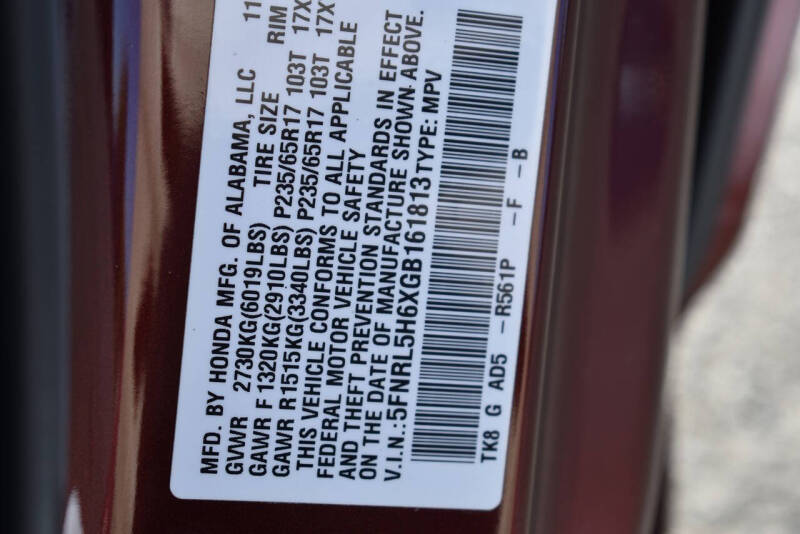 MFD. BY HONDA MFG. OF ALABAMA, LLC 11
GVWR 2730KG(6019LBS) TIRE SIZE RIM
GAWR F 1320KG(2910LBS) P235/65R17 103T 17X
GAWR R1515KG(3340LBS) P235/65R17 103T 17X
THIS VEHICLE CONFORMS TO ALL APPLICABLE
FEDERAL MOTOR VEHICLE SAFETY
AND THEFT PREVENTION STANDARDS IN EFFECT
ON THE DATE OF MANUFACTURE SHOWN ABOVE.
V.I.N.:5FNRL5H6XGB161813TYPE: MPV
TK8 G AD5 -R561P -F -B